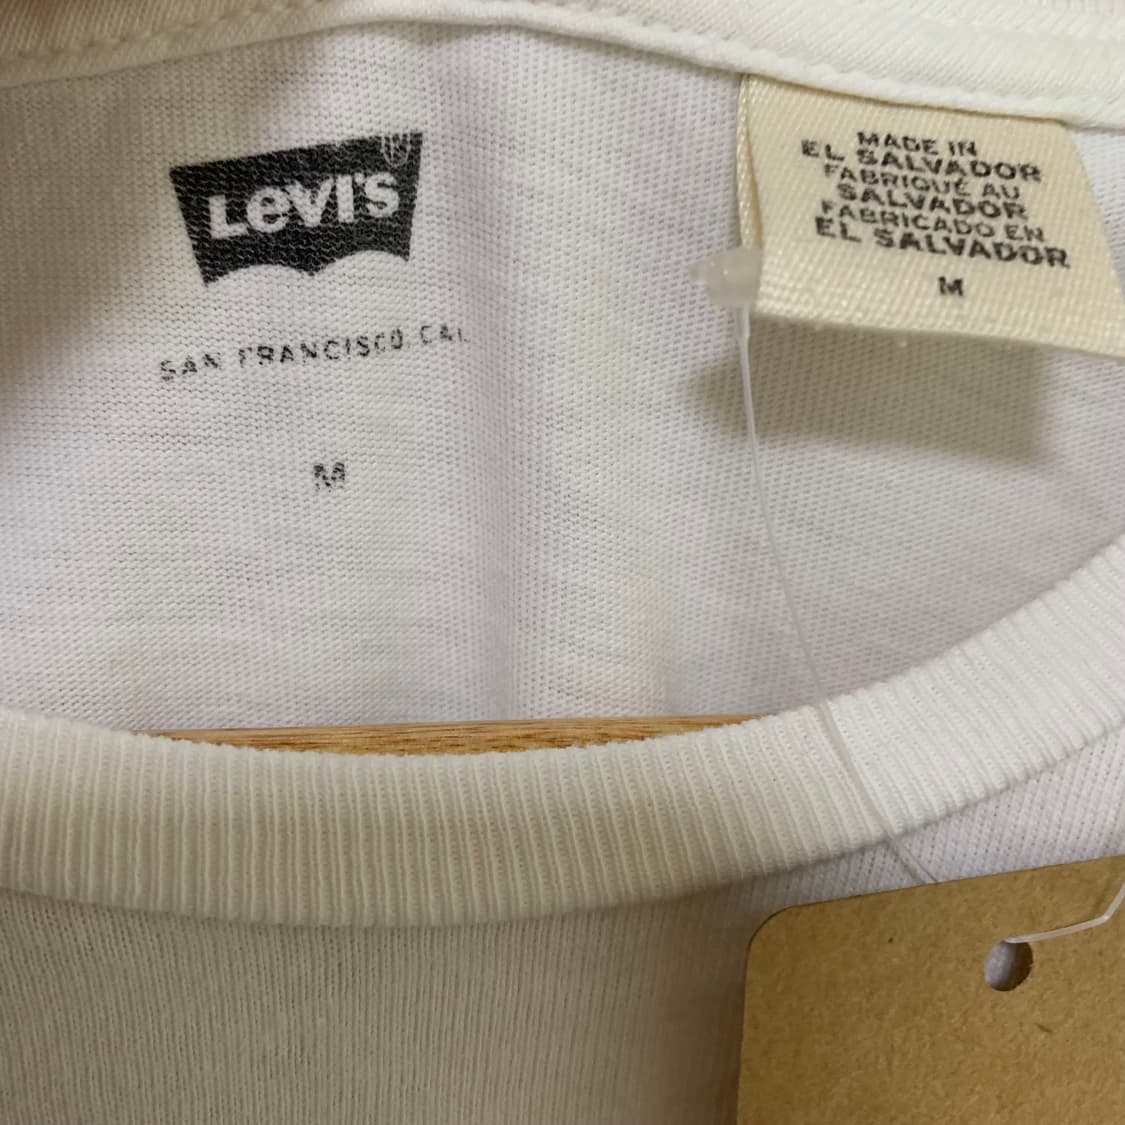 Levi's
SAN FRANCISCO CAL
M
MADE IN
EL SALVADOR
FABRIQUÉ AU
SALVADOR
FABRICADO EN
EL SALVADOR
M